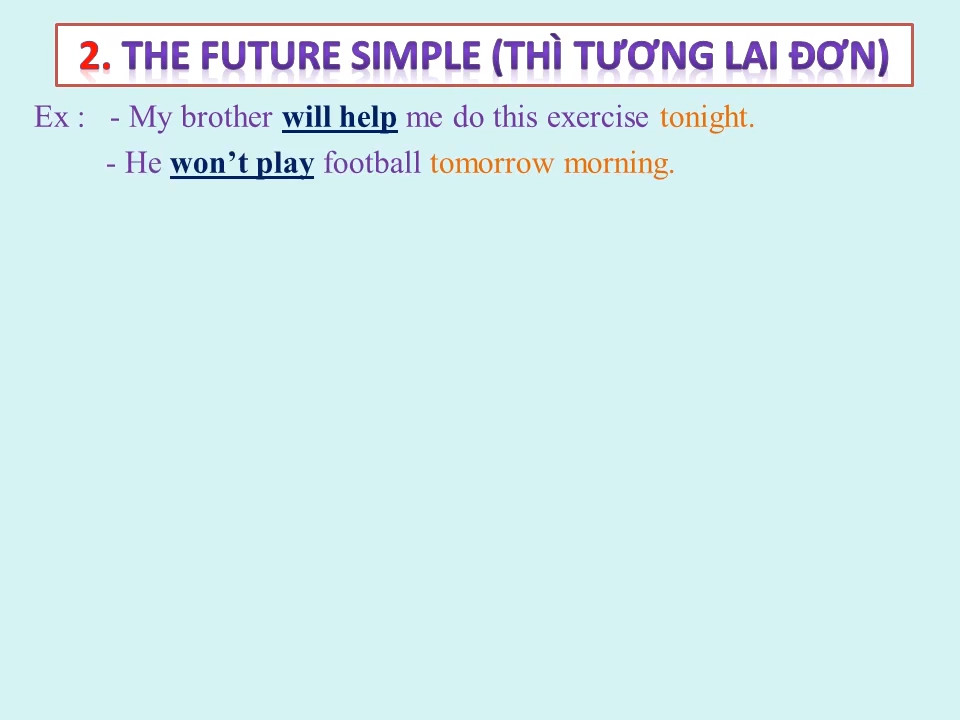 2. THE FUTURE SIMPLE (THÌ TƯƠNG LAI ĐƠN)
Ex : - My brother will help me do this exercise tonight.
- He won’t play football tomorrow morning.